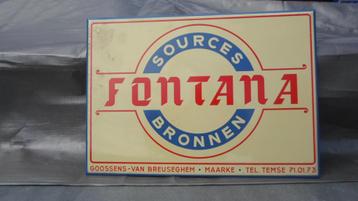 SOURCES
FONTANA
BRONNEN
GOOSSENS-VAN BREUSEGHEM • MAARKE • TEL. TEMSE 71.01.73